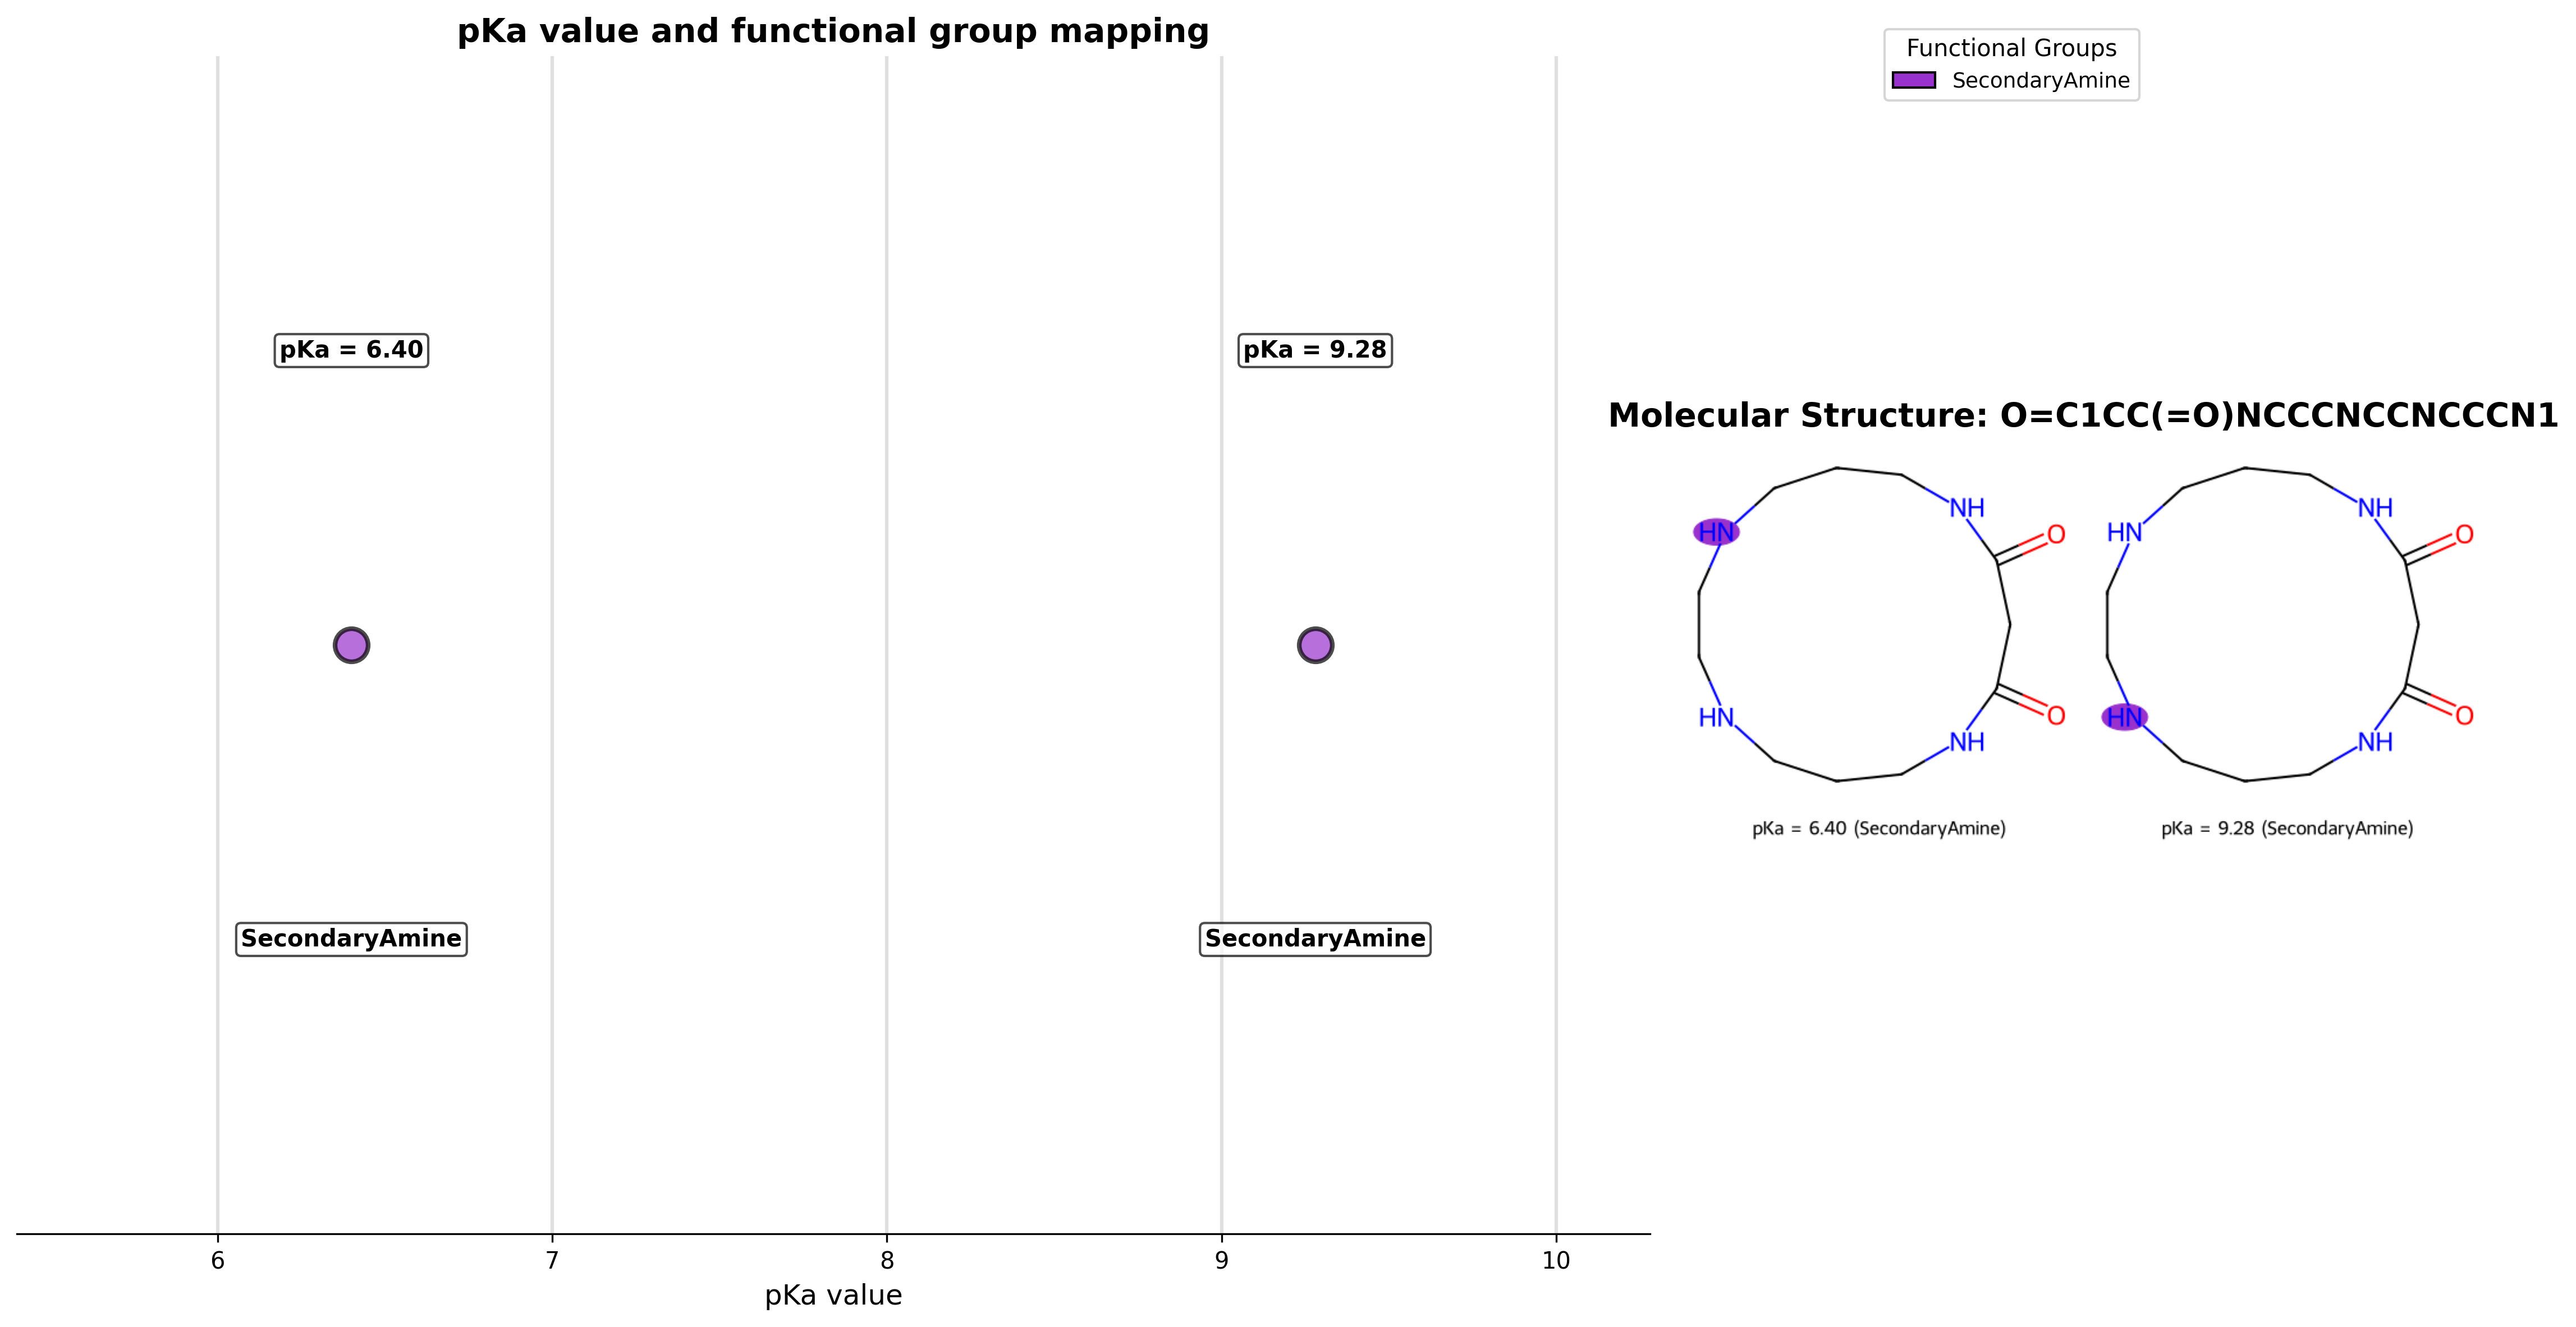 pKa value and functional group mapping
pKa = 6.40
pKa = 9.28
SecondaryAmine
SecondaryAmine
6
7
8
9
10
pKa value
Functional Groups
SecondaryAmine
Molecular Structure: O=C1CC(=O)NCCCNCCNCCCN1
NH
O
HN
HN
O
NH
pKa = 6.40 (SecondaryAmine)
NH
O
HN
HN
O
NH
pKa = 9.28 (SecondaryAmine)